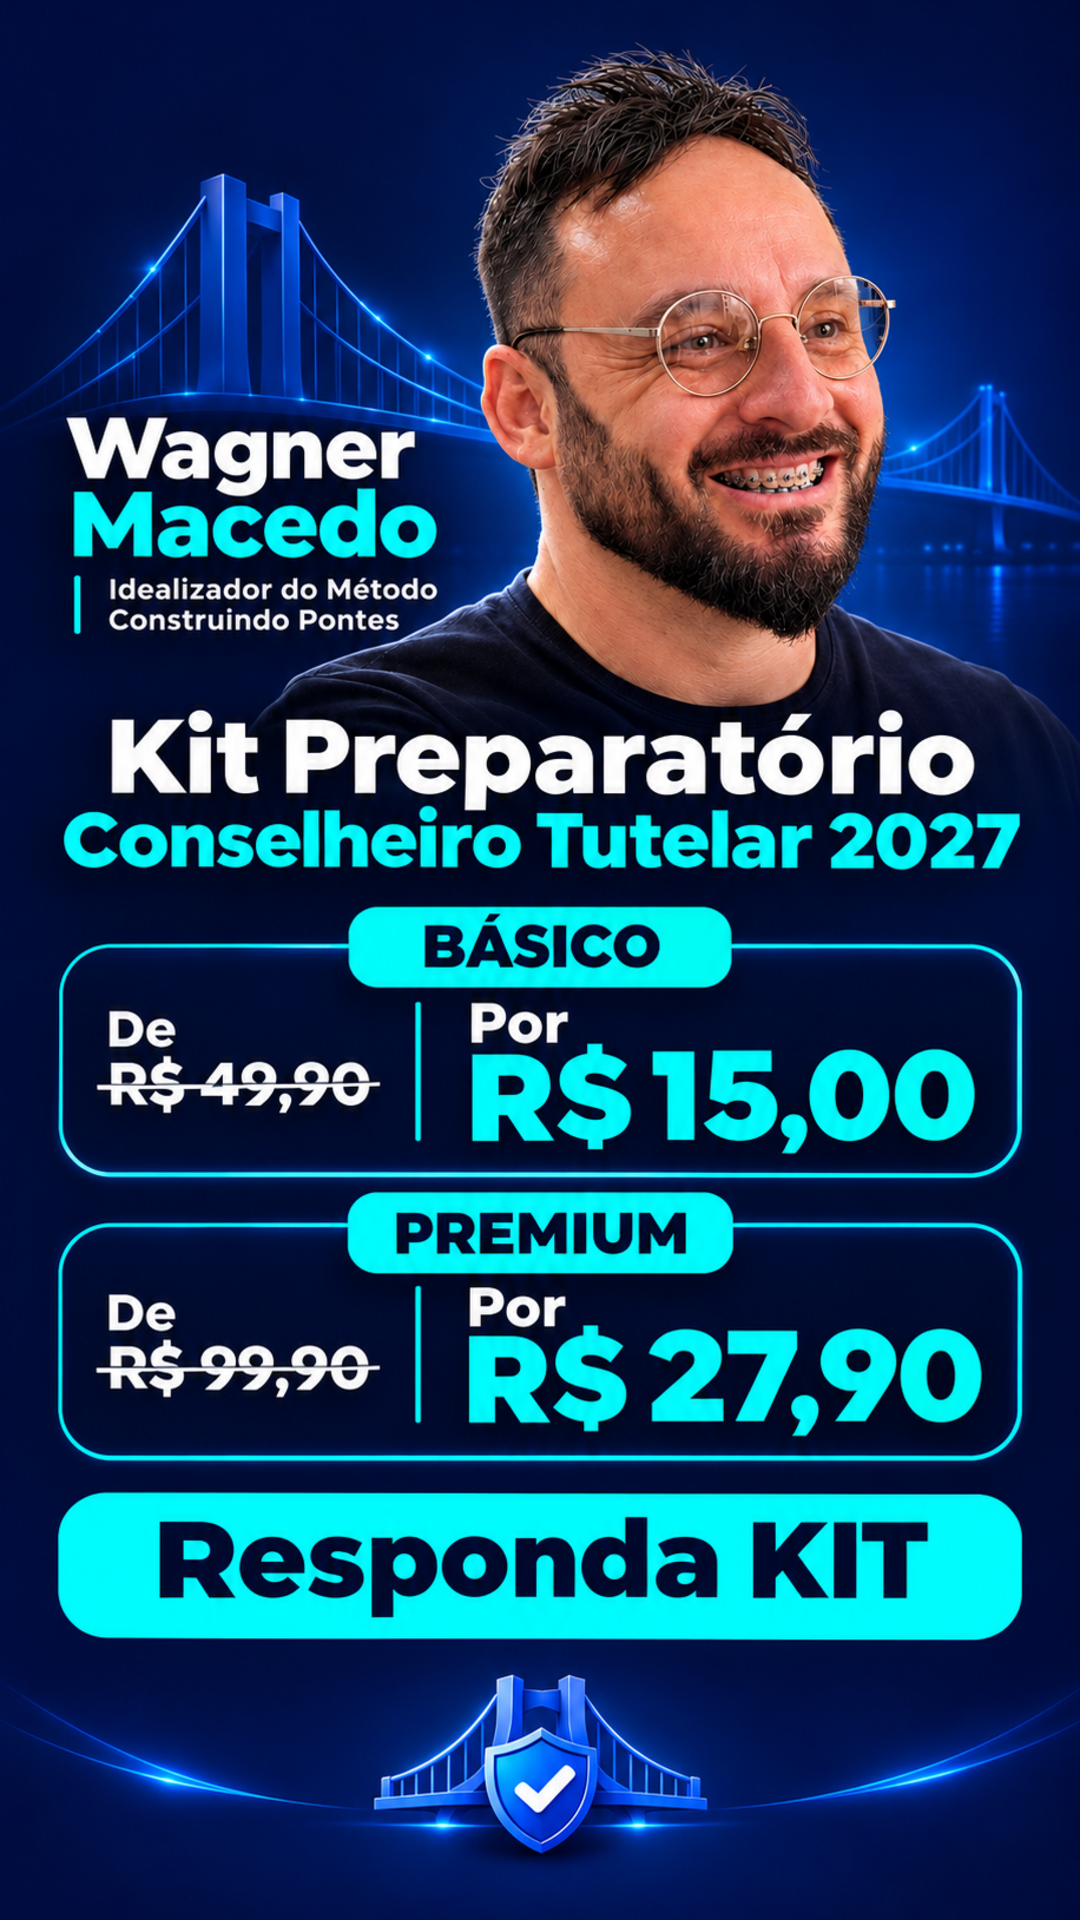 Wagner
Macedo
Idealizador do Método
Construindo Pontes
Kit Preparatório
Conselheiro Tutelar 2027
BÁSICO
De
R$ 49,90
Por
R$ 15,00
PREMIUM
De
R$ 99,90
Por
R$ 27,90
Responda KIT